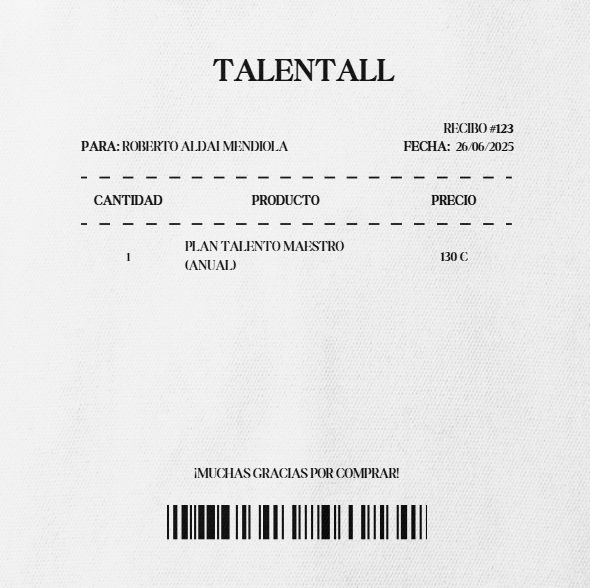 TALENTALL
RECIBO #123
PARA: ROBERTO ALDAI MENDIOLA
FECHA: 26/06/2025
CANTIDAD PRODUCTO PRECIO
1 PLAN TALENTO MAESTRO 130 C
(ANUAL)
¡MUCHAS GRACIAS POR COMPRAR!